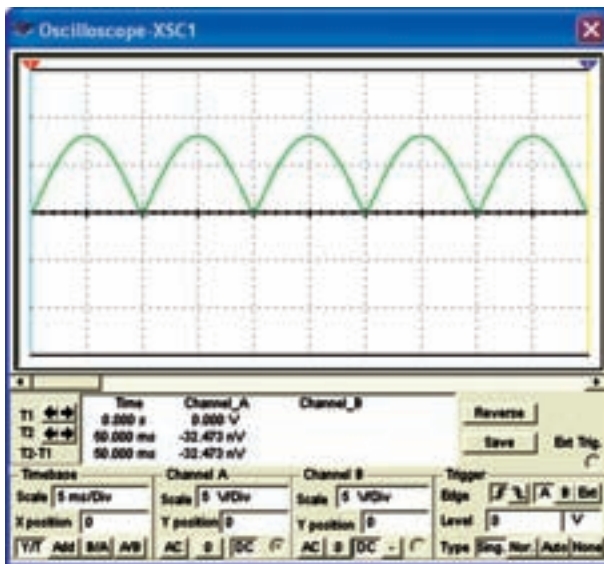 Oscilloscope-XSC1
Time Channel_A Channel_B
T1 0.000 s 0.000 V
T2 50.000 ms -32.473 nV
T2-T1 50.000 ms -32.473 nV
Reverse
Save
Ext Trig.
Timebase Channel A Channel B Trigger
Scale 5 ms/Div Scale 5 V/Div Scale 5 V/Div Edge A B Ext
X position 0 Y position 0 Y position 0 Level 0 V
Y/T Add B/A A/B AC 0 DC AC 0 DC - Type Sing. Nor. Auto None